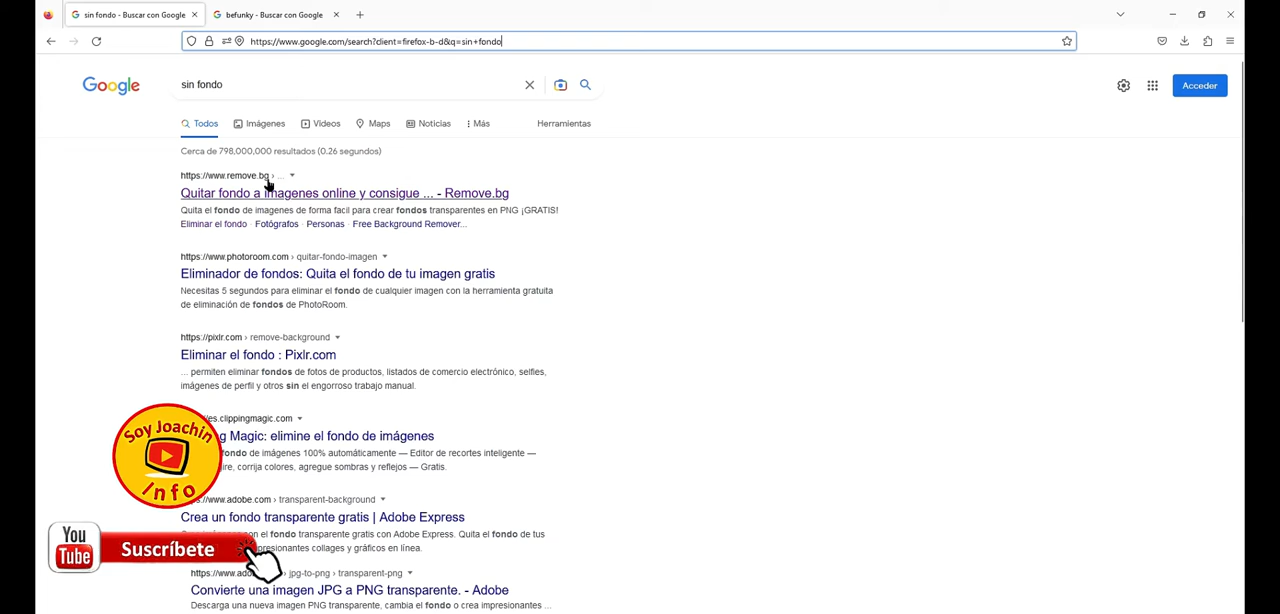 sin fondo - Buscar con Google
befunky - Buscar con Google
https://www.google.com/search?client=firefox-b-d&q=sin+fondo
Google
sin fondo
Acceder
Todos
Imágenes
Vídeos
Maps
Noticias
Más
Herramientas
Cerca de 798,000,000 resultados (0.26 segundos)
https://www.remove.bg › ...
Quitar fondo a imagenes online y consigue ... - Remove.bg
Quita el fondo de imagenes de forma facil para crear fondos transparentes en PNG ¡GRATIS!
Eliminar el fondo · Fotógrafos · Personas · Free Background Remover...
https://www.photoroom.com › quitar-fondo-imagen
Eliminador de fondos: Quita el fondo de tu imagen gratis
Necesitas 5 segundos para eliminar el fondo de cualquier imagen con la herramienta gratuita
de eliminación de fondos de PhotoRoom.
https://pixlr.com › remove-background
Eliminar el fondo : Pixlr.com
... permiten eliminar fondos de fotos de productos, listados de comercio electrónico, selfies,
imágenes de perfil y otros sin el engorroso trabajo manual.
es.clippingmagic.com
Magic: elimine el fondo de imágenes
fondo de imágenes 100% automáticamente — Editor de recortes inteligente —
corrija colores, agregue sombras y reflejos — Gratis.
www.adobe.com › transparent-background
Crea un fondo transparente gratis | Adobe Express
el fondo transparente gratis con Adobe Express. Quita el fondo de tus
impresionantes collages y gráficos en línea.
https://www. › jpg-to-png › transparent-png
Convierte una imagen JPG a PNG transparente. - Adobe
Descarga una nueva imagen PNG transparente, cambia el fondo o crea impresionantes ...
Soy Joachin
Info
You
Tube
Suscríbete